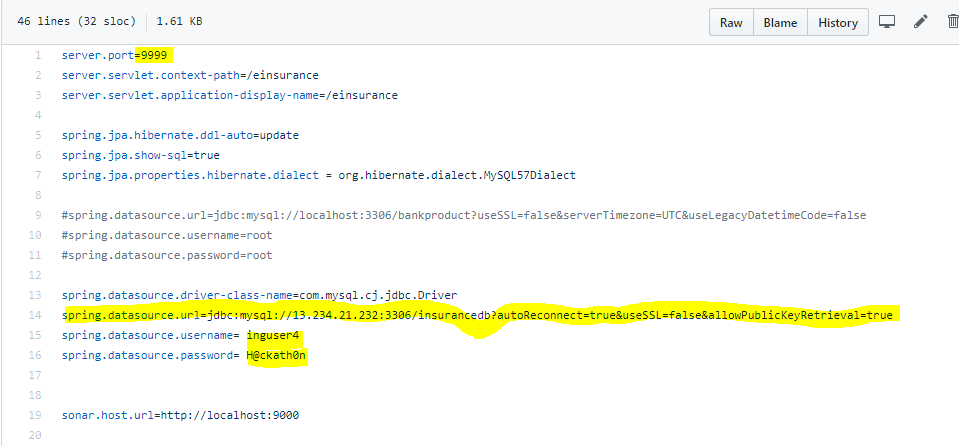 46 lines (32 sloc) 1.61 KB Raw Blame History
1 server.port=9999
2 server.servlet.context-path=/einsurance
3 server.servlet.application-display-name=/einsurance
4
5 spring.jpa.hibernate.ddl-auto=update
6 spring.jpa.show-sql=true
7 spring.jpa.properties.hibernate.dialect = org.hibernate.dialect.MySQL57Dialect
8
9 #spring.datasource.url=jdbc:mysql://localhost:3306/bankproduct?useSSL=false&serverTimezone=UTC&useLegacyDatetimeCode=false
10 #spring.datasource.username=root
11 #spring.datasource.password=root
12
13 spring.datasource.driver-class-name=com.mysql.cj.jdbc.Driver
14 spring.datasource.url=jdbc:mysql://13.234.21.232:3306/insurancedb?autoReconnect=true&useSSL=false&allowPublicKeyRetrieval=true
15 spring.datasource.username= inguser4
16 spring.datasource.password= H@ckath0n
17
18
19 sonar.host.url=http://localhost:9000
20